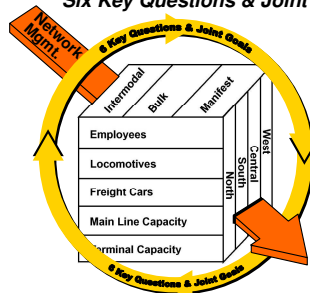 Six Key Questions & Joint
Network
Mgmt.
6 Key Questions & Joint Goals
Intermodal
Bulk
Manifest
Employees
Locomotives
Freight Cars
Main Line Capacity
Terminal Capacity
North
South
Central
West
6 Key Questions & Joint Goals